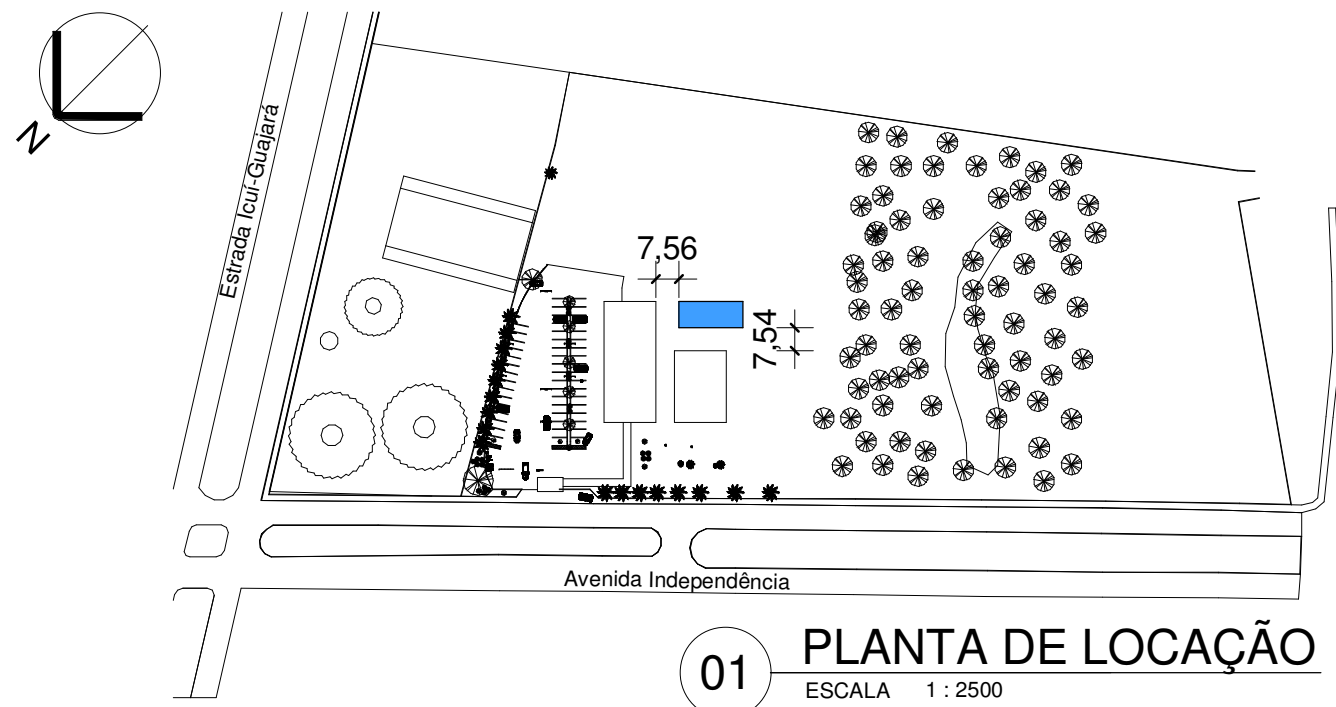 N
Estrada Icuí-Guajará
7,56
7,54
Avenida Independência
01
PLANTA DE LOCAÇÃO
ESCALA 1 : 2500